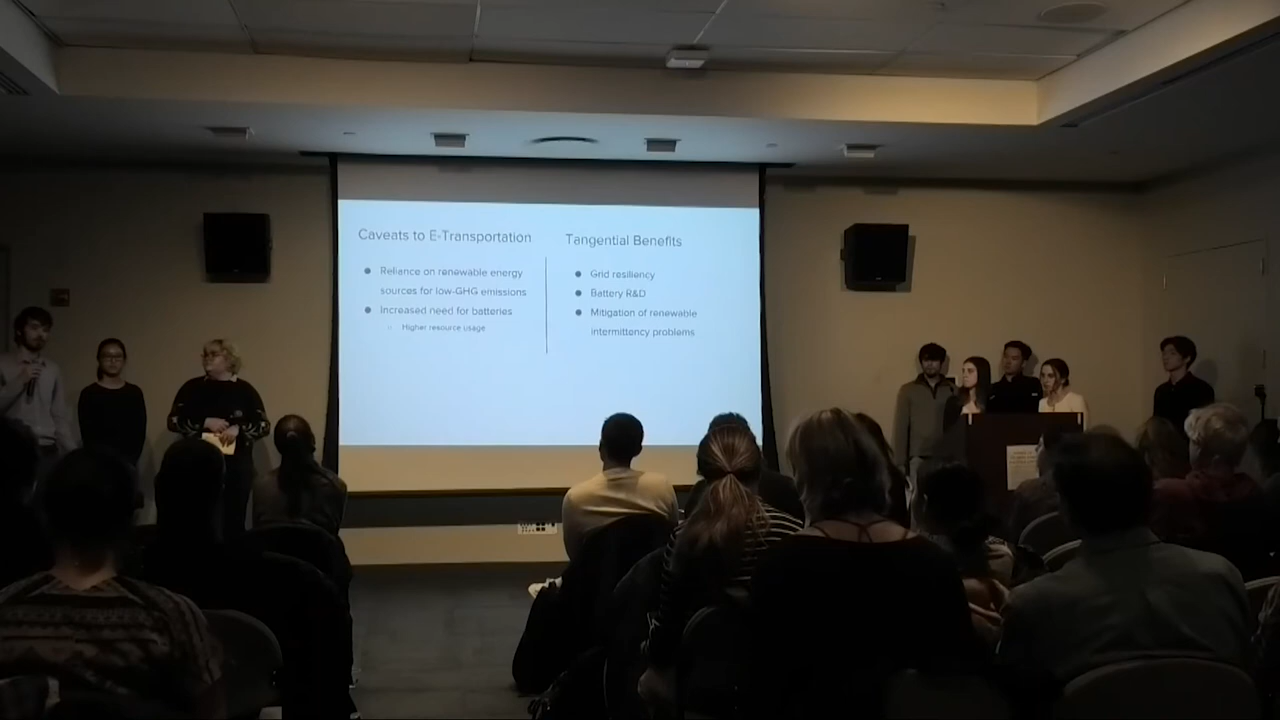 Caveats to E-Transportation
Reliance on renewable energy
sources for low-GHG emissions
Increased need for batteries
Higher resource usage
Tangential Benefits
Grid resiliency
Battery R&D
Mitigation of renewable
intermittency problems